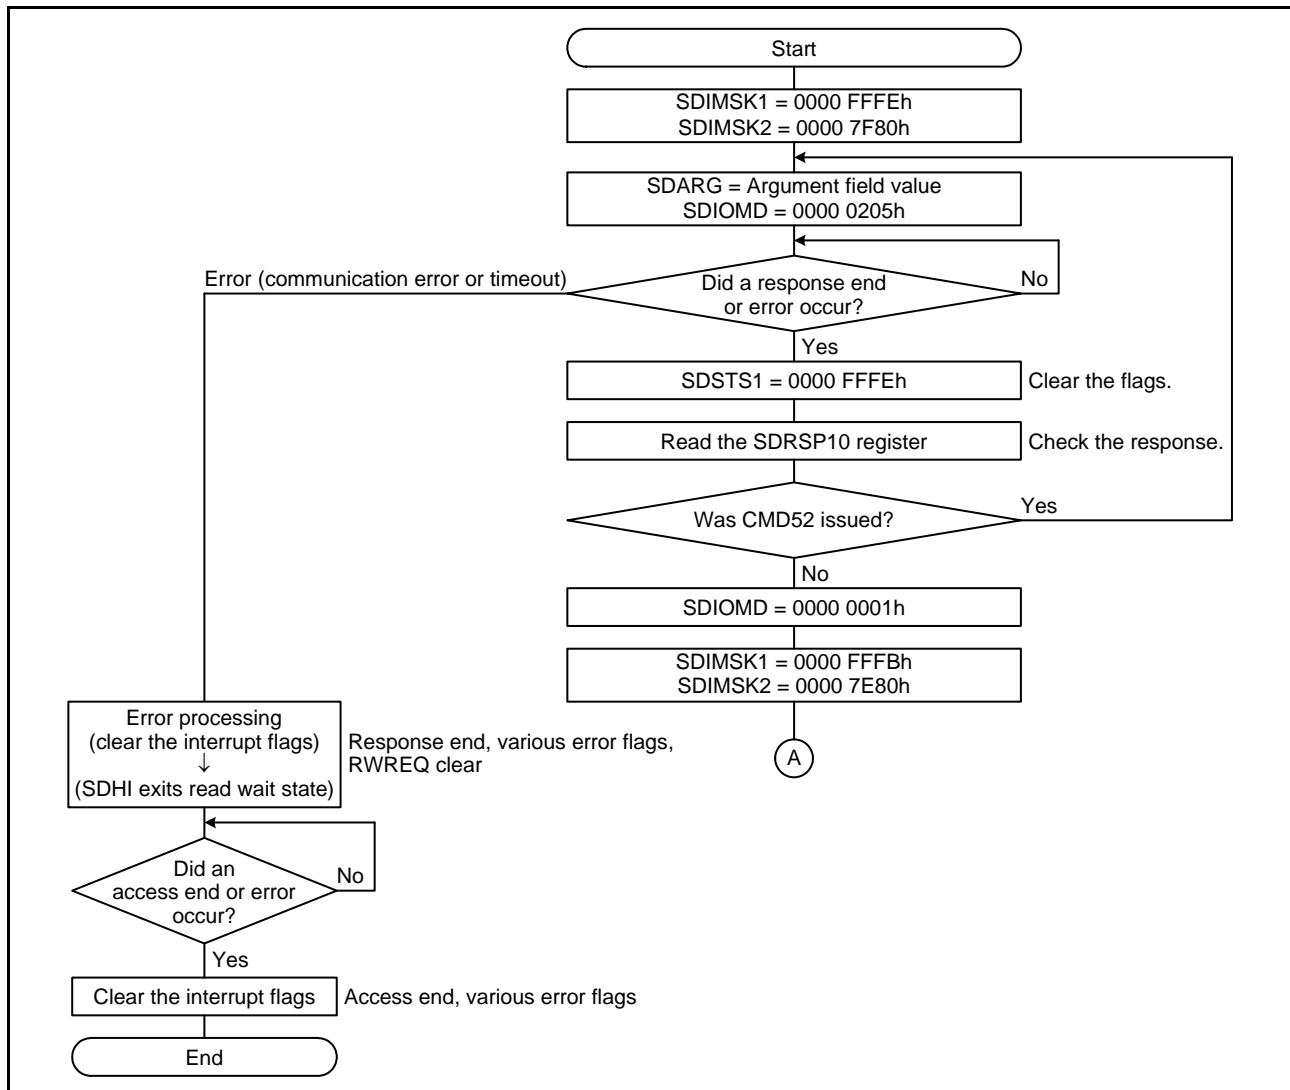 Start
SDIMSK1 = 0000 FFFEh
SDIMSK2 = 0000 7F80h
SDARG = Argument field value
SDIOMD = 0000 0205h
Error (communication error or timeout)
Did a response end
or error occur?
No
Yes
SDSTS1 = 0000 FFFEh
Clear the flags.
Read the SDRSP10 register
Check the response.
Was CMD52 issued?
Yes
No
SDIOMD = 0000 0001h
SDIMSK1 = 0000 FFFBh
SDIMSK2 = 0000 7E80h
A
Error processing
(clear the interrupt flags)
↓
(SDHI exits read wait state)
Response end, various error flags,
RWREQ clear
Did an
access end or error
occur?
No
Yes
Clear the interrupt flags
Access end, various error flags
End